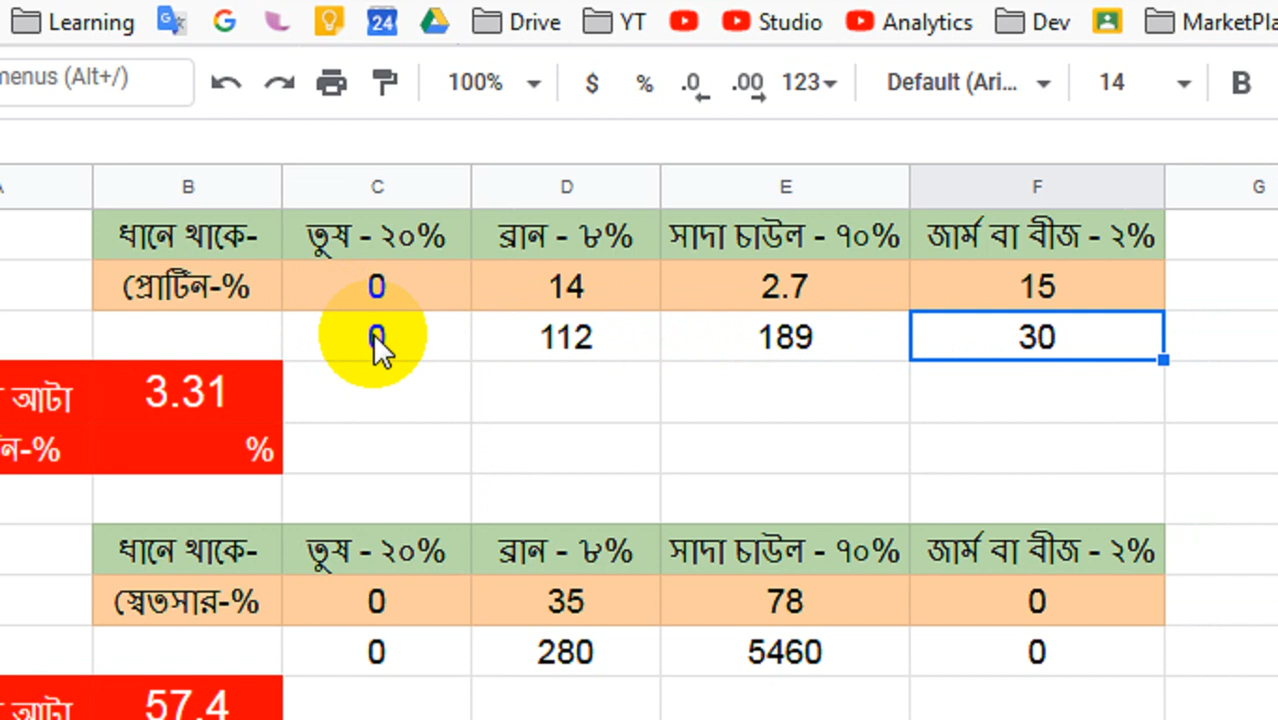 Learning Drive YT Studio Analytics Dev MarketPla
24
menus (Alt+/) 100% $ % .0 .00 123 Default (Ari... 14 B
B C D E F G
ধানে থাকে- তুষ - ২০% ব্রান - ৮% সাদা চাউল - ৭০% জার্ম বা বীজ - ২%
প্রোটিন-% 0 14 2.7 15
0 112 189 30
আটা 3.31
ন-% %
ধানে থাকে- তুষ - ২০% ব্রান - ৮% সাদা চাউল - ৭০% জার্ম বা বীজ - ২%
স্বেতসার-% 0 35 78 0
0 280 5460 0
আটা 57.4